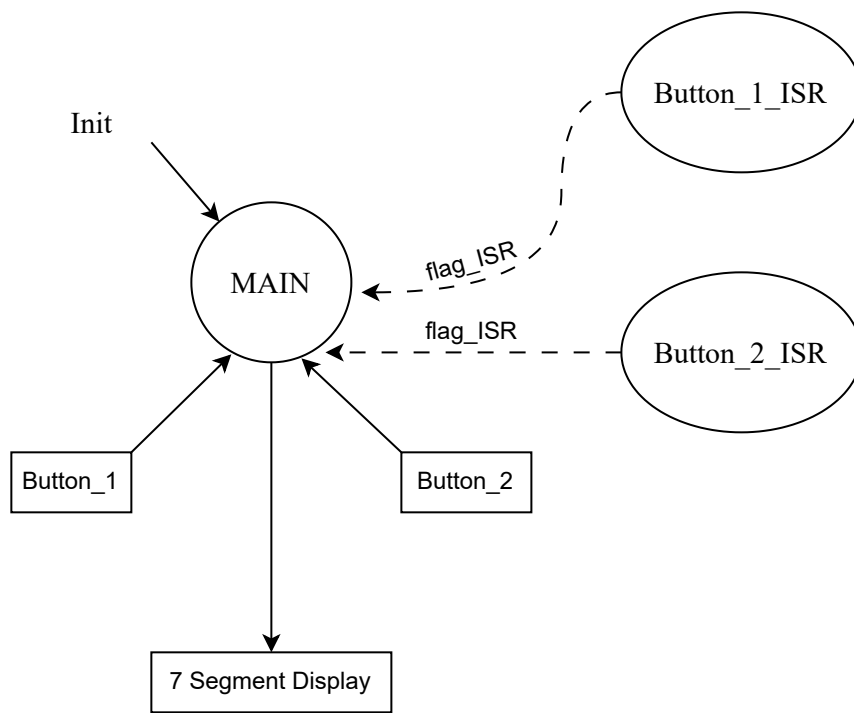 Button_1_ISR
Init
flag_ISR
MAIN
flag_ISR
Button_2_ISR
Button_1
Button_2
7 Segment Display